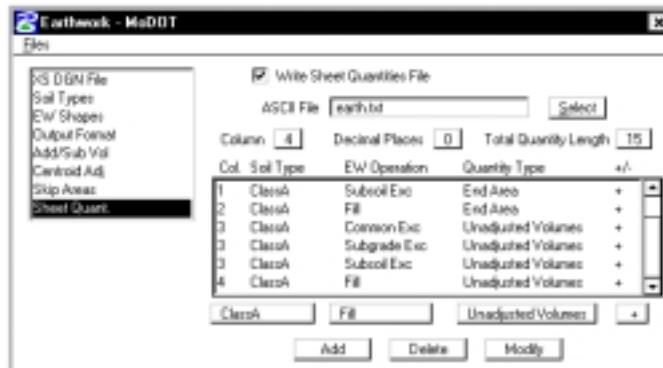 Earthwork - MoDOT
Files
XS DGN File
Soil Types
EW Shapes
Output Format
Add/Sub Vol
Centroid Adj
Skip Areas
Sheet Quant.
Write Sheet Quantities File
ASCII File earth.txt Select
Column 4 Decimal Places 0 Total Quantity Length 15
Col. Soil Type EW Operation Quantity Type +/-
1 ClassA Subsoil Exc End Area +
2 ClassA Fill End Area +
3 ClassA Common Exc Unadjusted Volumes +
3 ClassA Subgrade Exc Unadjusted Volumes +
3 ClassA Subsoil Exc Unadjusted Volumes +
4 ClassA Fill Unadjusted Volumes +
ClassA Fill Unadjusted Volumes +
Add Delete Modify